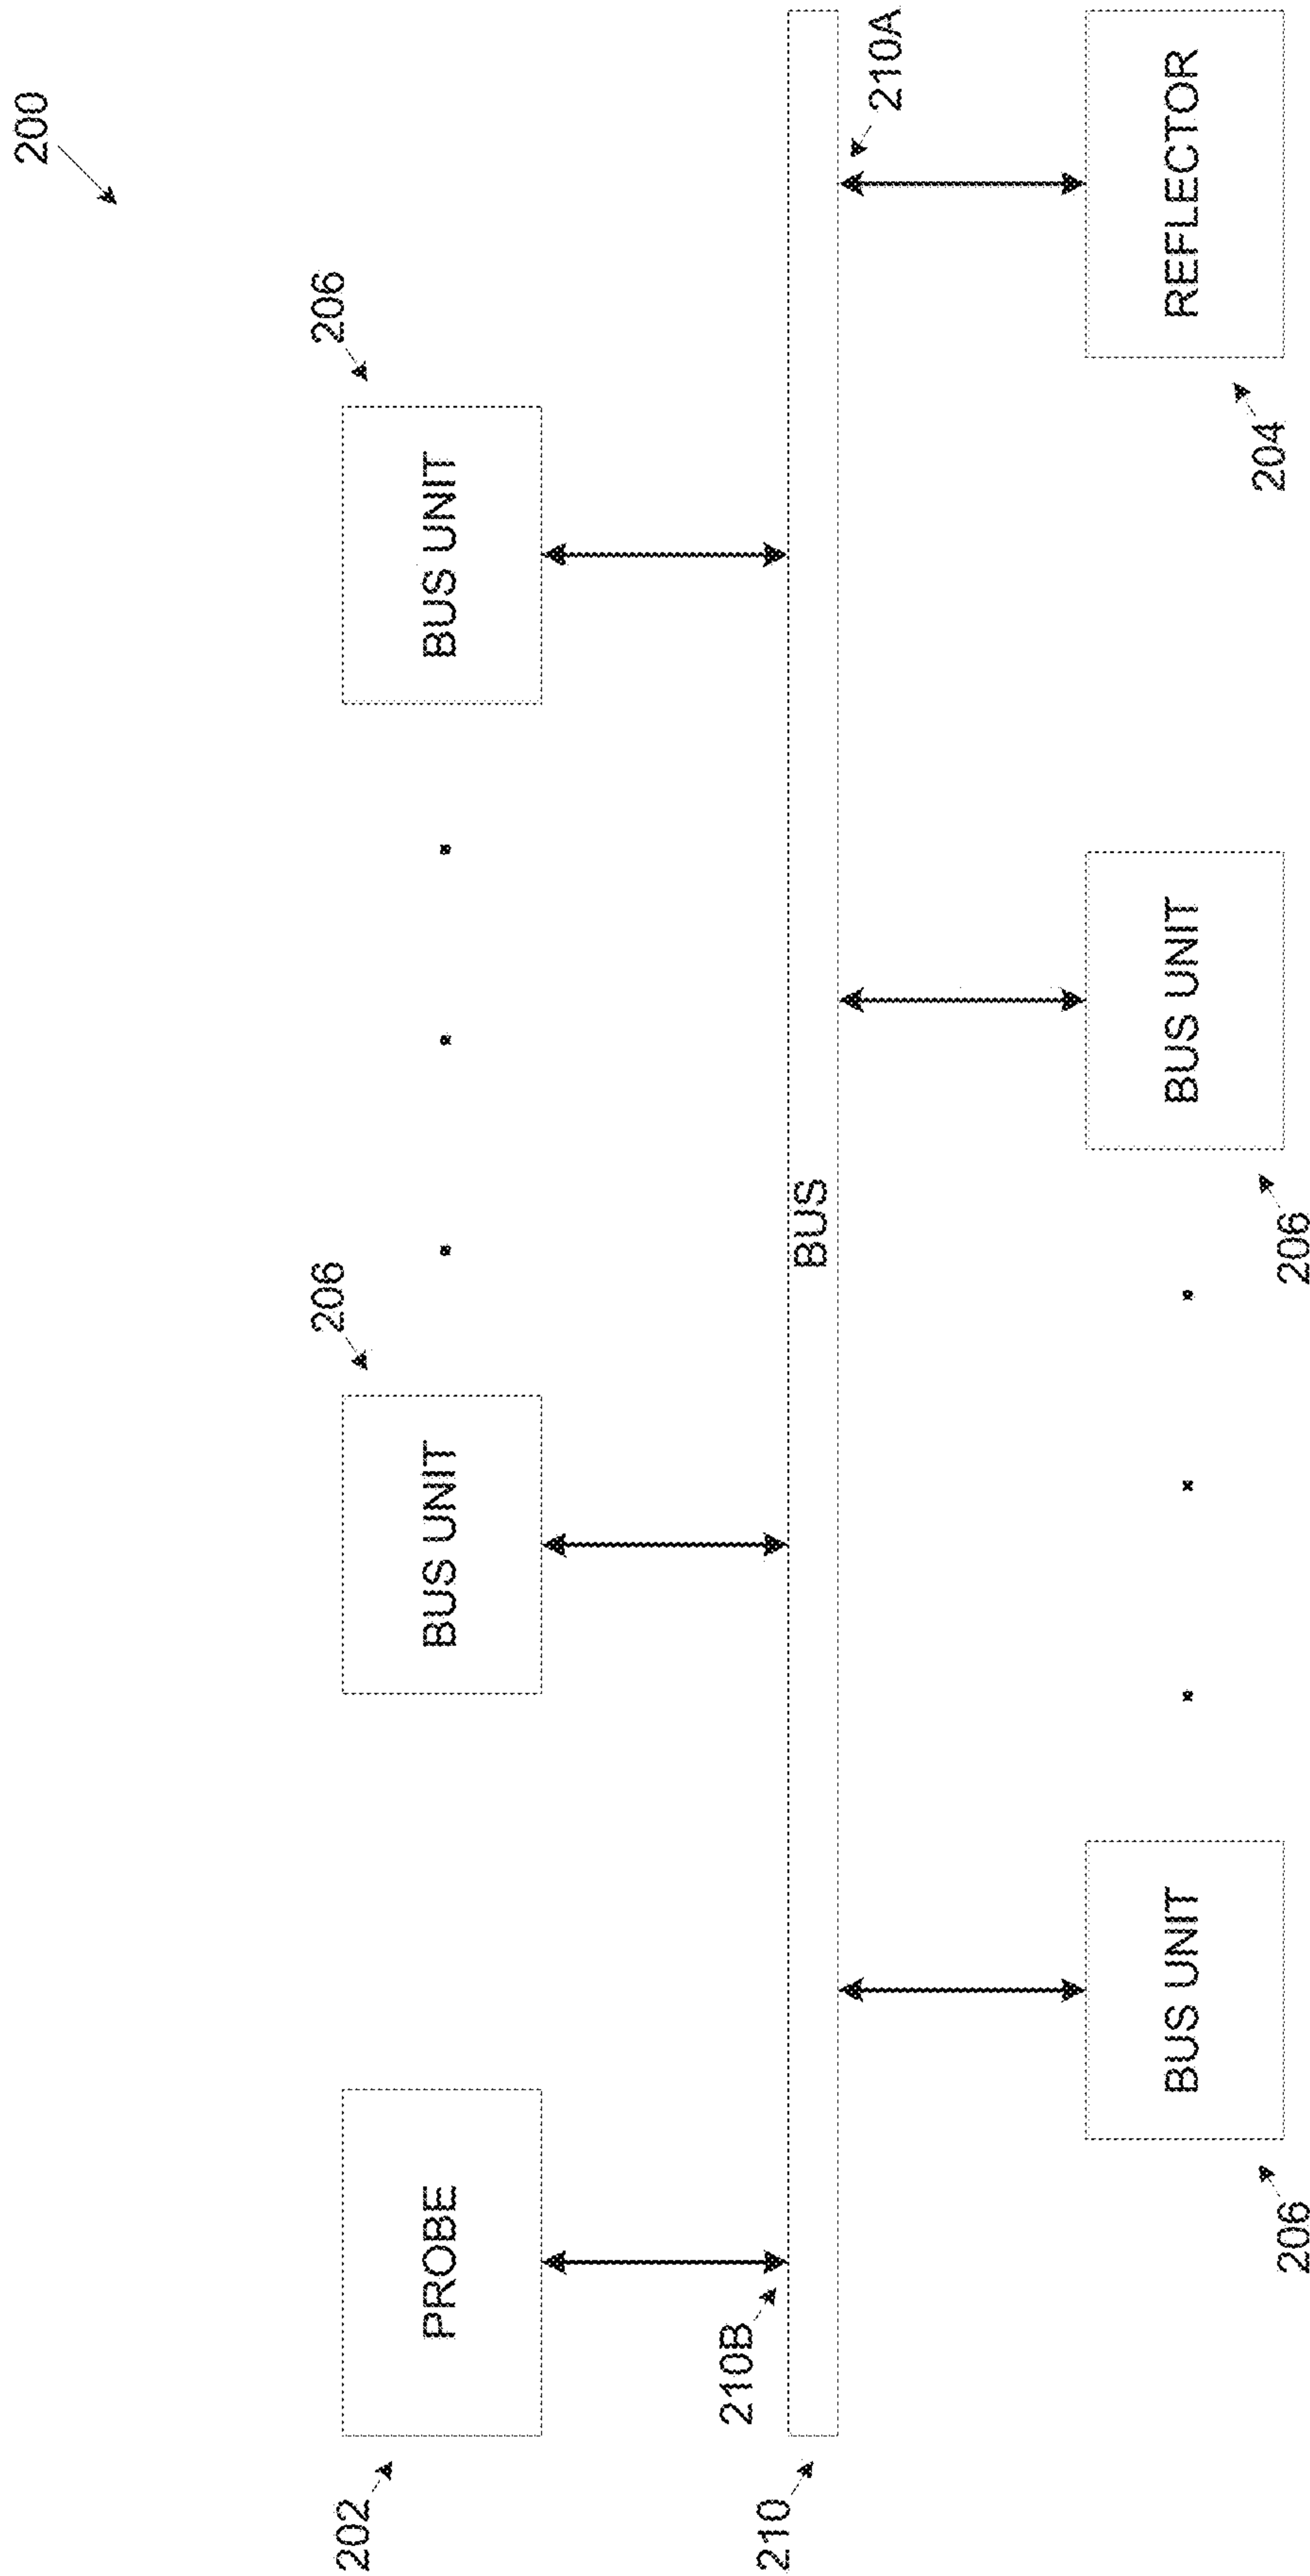 200
202
PROBE
206
BUS UNIT
206
BUS UNIT
210B
210
BUS
210A
206
BUS UNIT
206
BUS UNIT
204
REFLECTOR